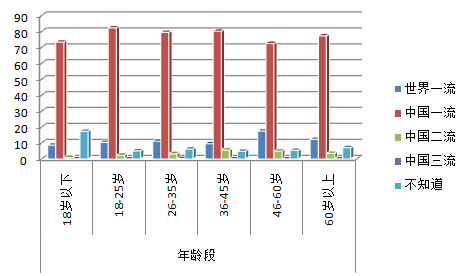 90
80
70
60
50
40
30
20
10
0
18岁以下
18-25岁
26-35岁
36-45岁
46-60岁
60岁以上
年龄段
世界一流
中国一流
中国二流
中国三流
不知道